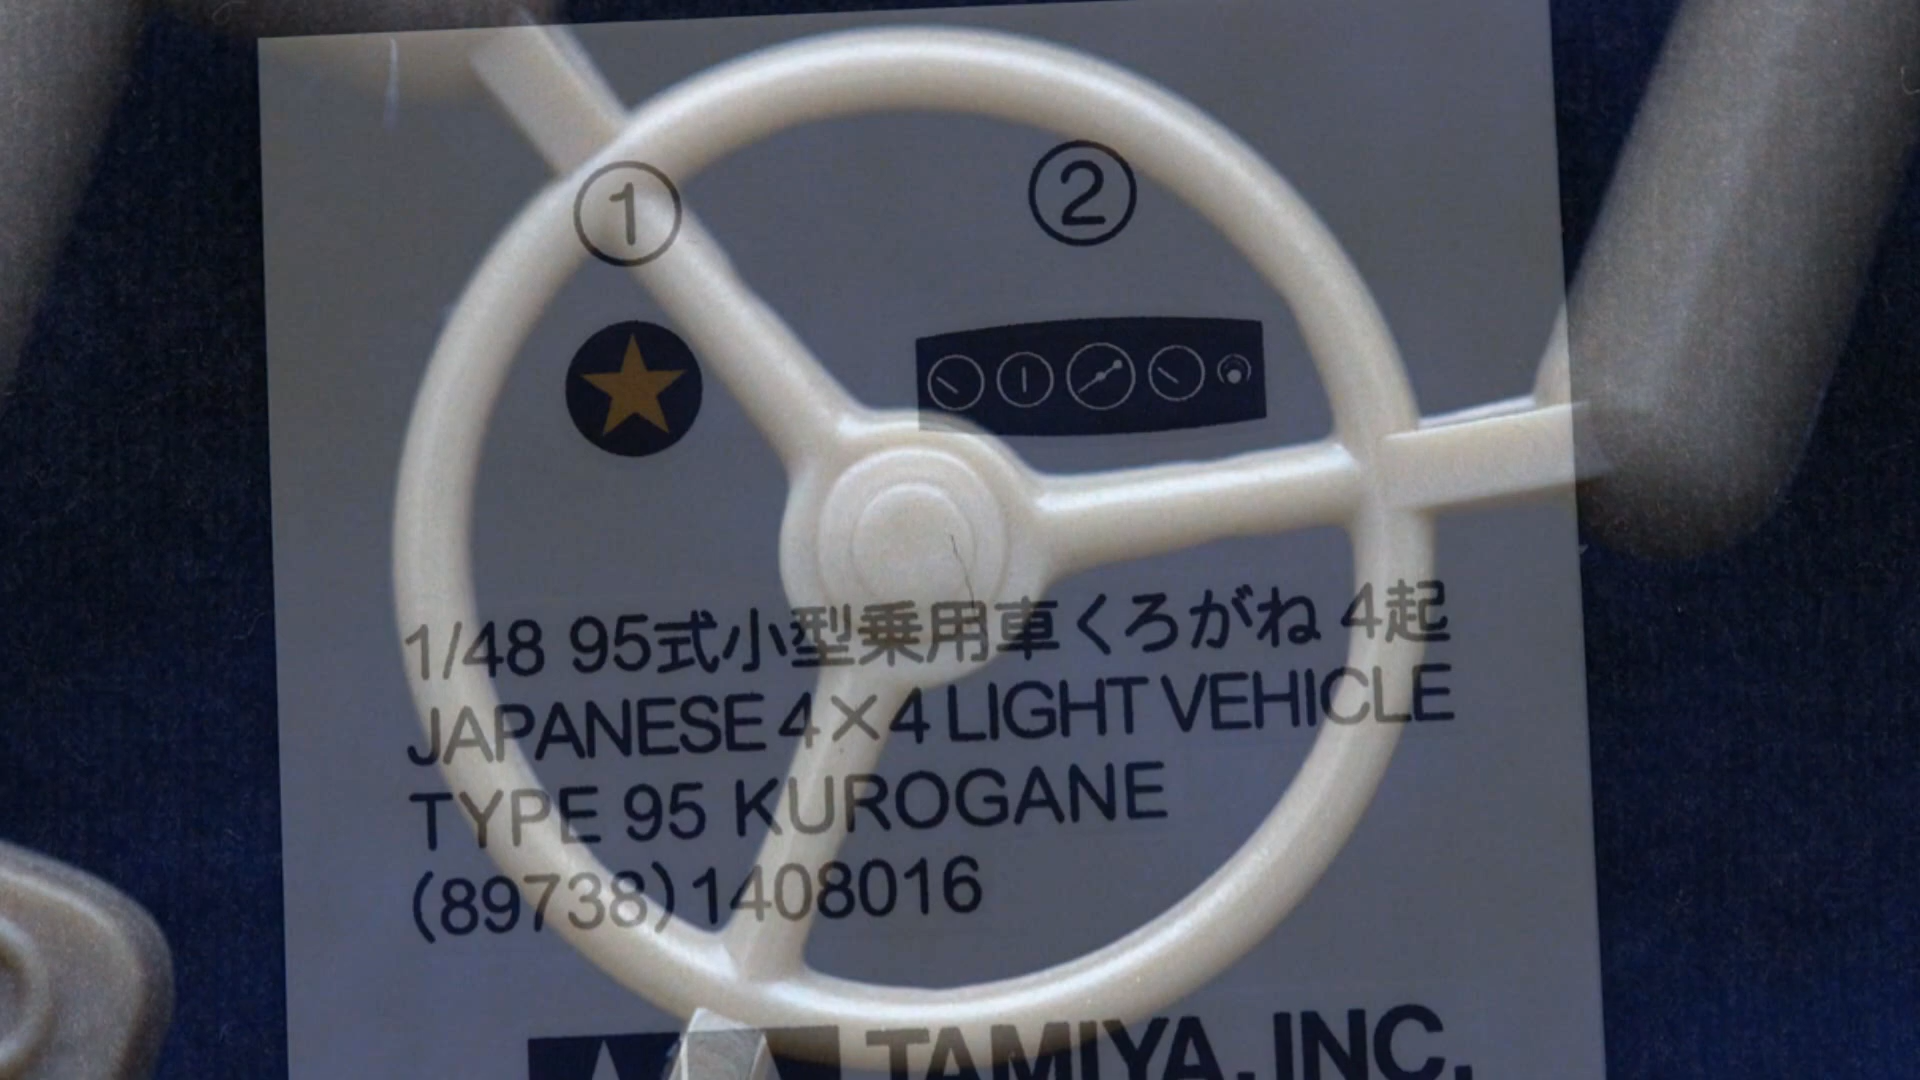 ① ②
1/48 95式小型乗用車くろがね 4起
JAPANESE 4×4 LIGHT VEHICLE
TYPE 95 KUROGANE
(89738) 1408016
TAMIYA, INC.